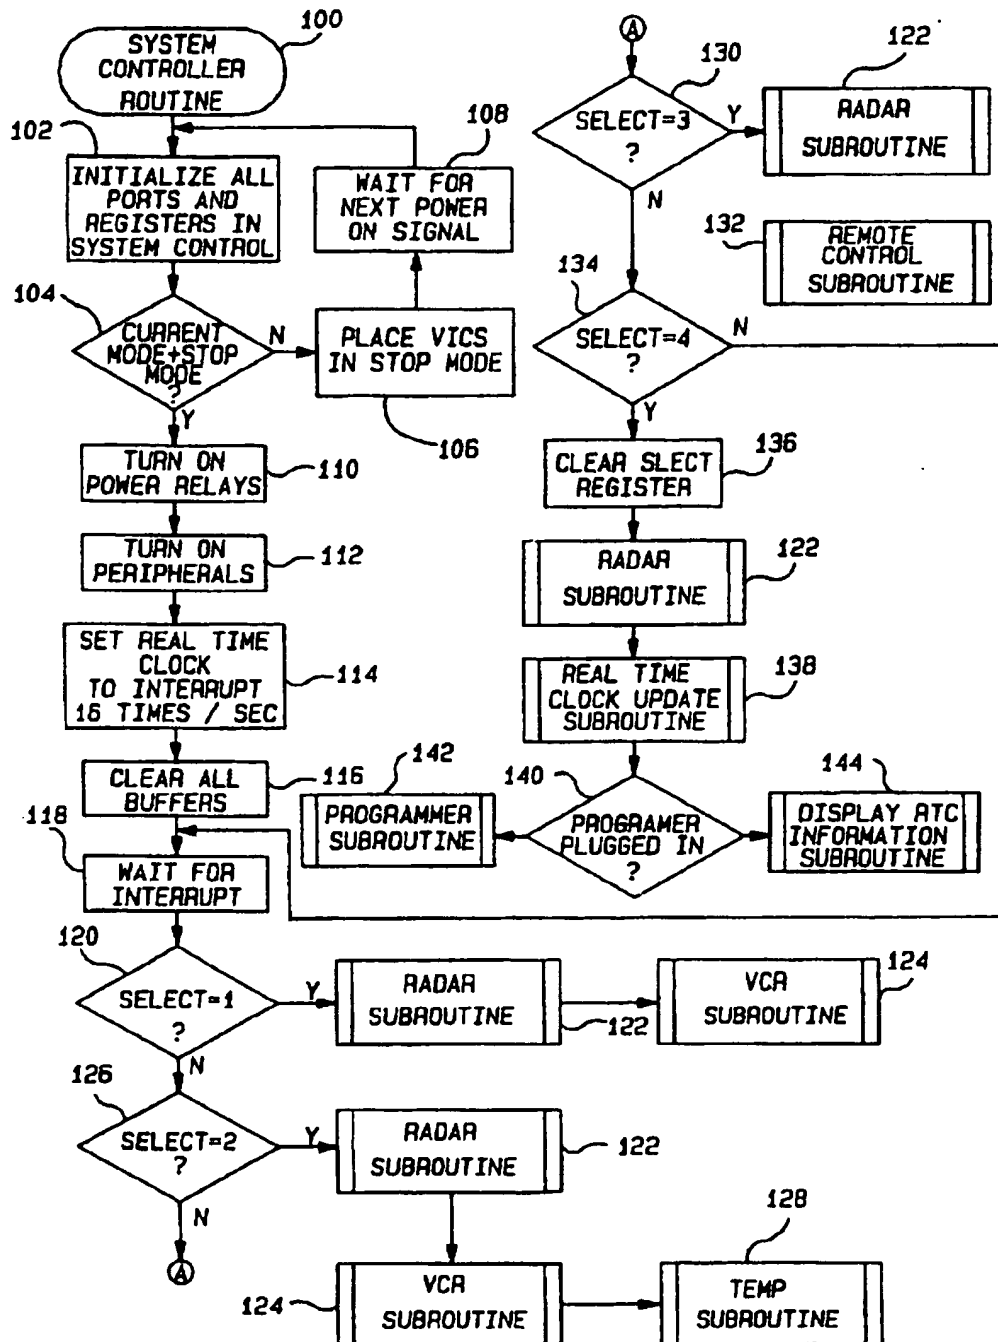 100
SYSTEM
CONTROLLER
ROUTINE
102
INITIALIZE ALL
PORTS AND
REGISTERS IN
SYSTEM CONTROL
108
WAIT FOR
NEXT POWER
ON SIGNAL
104
CURRENT
MODE+STOP
MODE
?
N
Y
PLACE VICS
IN STOP MODE
106
TURN ON
POWER RELAYS
110
TURN ON
PERIPHERALS
112
SET REAL TIME
CLOCK
TO INTERRUPT
16 TIMES / SEC
114
CLEAR ALL
BUFFERS
116
118
WAIT FOR
INTERRUPT
120
SELECT=1
?
Y
N
RADAR
SUBROUTINE
122
VCR
SUBROUTINE
124
126
SELECT=2
?
Y
N
A
RADAR
SUBROUTINE
122
124
VCR
SUBROUTINE
128
TEMP
SUBROUTINE
A
130
SELECT=3
?
Y
N
122
RADAR
SUBROUTINE
132
REMOTE
CONTROL
SUBROUTINE
134
SELECT=4
?
N
Y
136
CLEAR SLECT
REGISTER
RADAR
SUBROUTINE
122
REAL TIME
CLOCK UPDATE
SUBROUTINE
138
140
PROGRAMER
PLUGGED IN
?
142
PROGRAMMER
SUBROUTINE
144
DISPLAY RTC
INFORMATION
SUBROUTINE